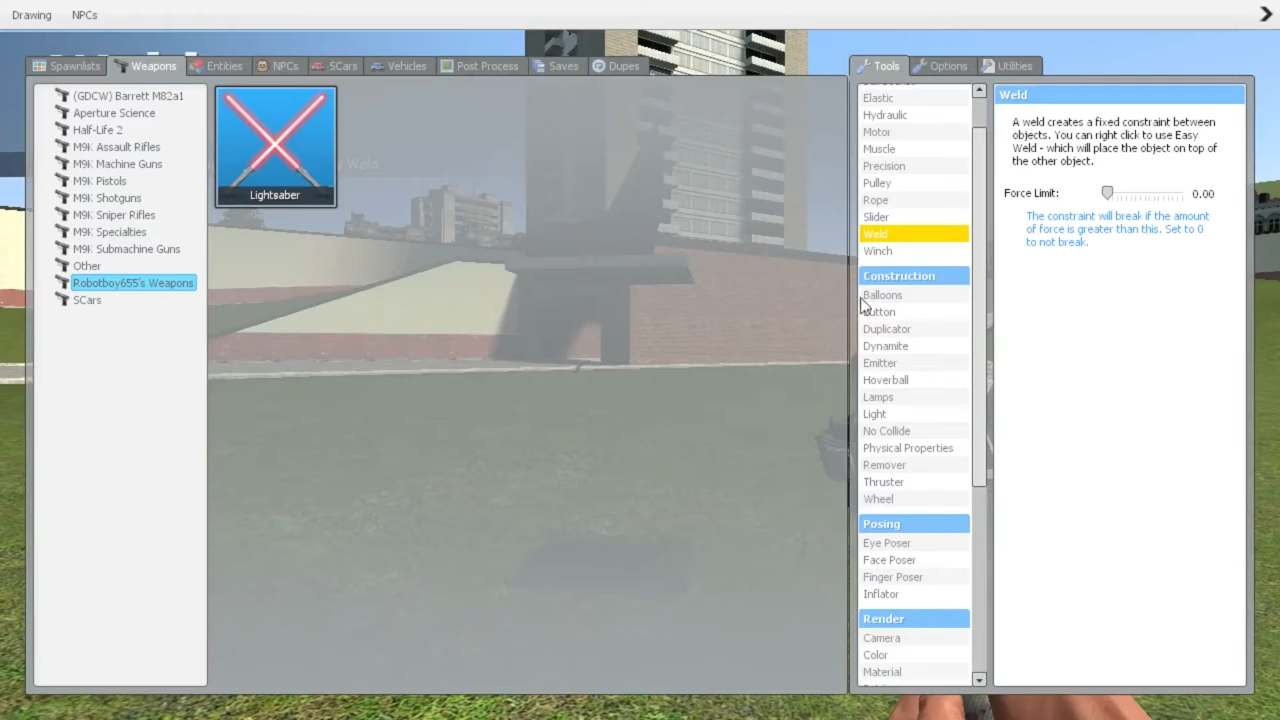 Drawing NPCs
Spawnlists Weapons Entities NPCs SCars Vehicles Post Process Saves Dupes
(GDCW) Barrett M82a1
Aperture Science
Half-Life 2
M9K Assault Rifles
M9K Machine Guns
M9K Pistols
M9K Shotguns
M9K Sniper Rifles
M9K Specialties
M9K Submachine Guns
Other
Robotboy655's Weapons
SCars
Lightsaber
Weld
Tools Options Utilities
Elastic
Hydraulic
Motor
Muscle
Precision
Pulley
Rope
Slider
Weld
Winch
Construction
Balloons
Button
Duplicator
Dynamite
Emitter
Hoverball
Lamps
Light
No Collide
Physical Properties
Remover
Thruster
Wheel
Posing
Eye Poser
Face Poser
Finger Poser
Inflator
Render
Camera
Color
Material
Weld
A weld creates a fixed constraint between
objects. You can right click to use Easy
Weld - which will place the object on top of
the other object.
Force Limit: 0.00
The constraint will break if the amount
of force is greater than this. Set to 0
to not break.